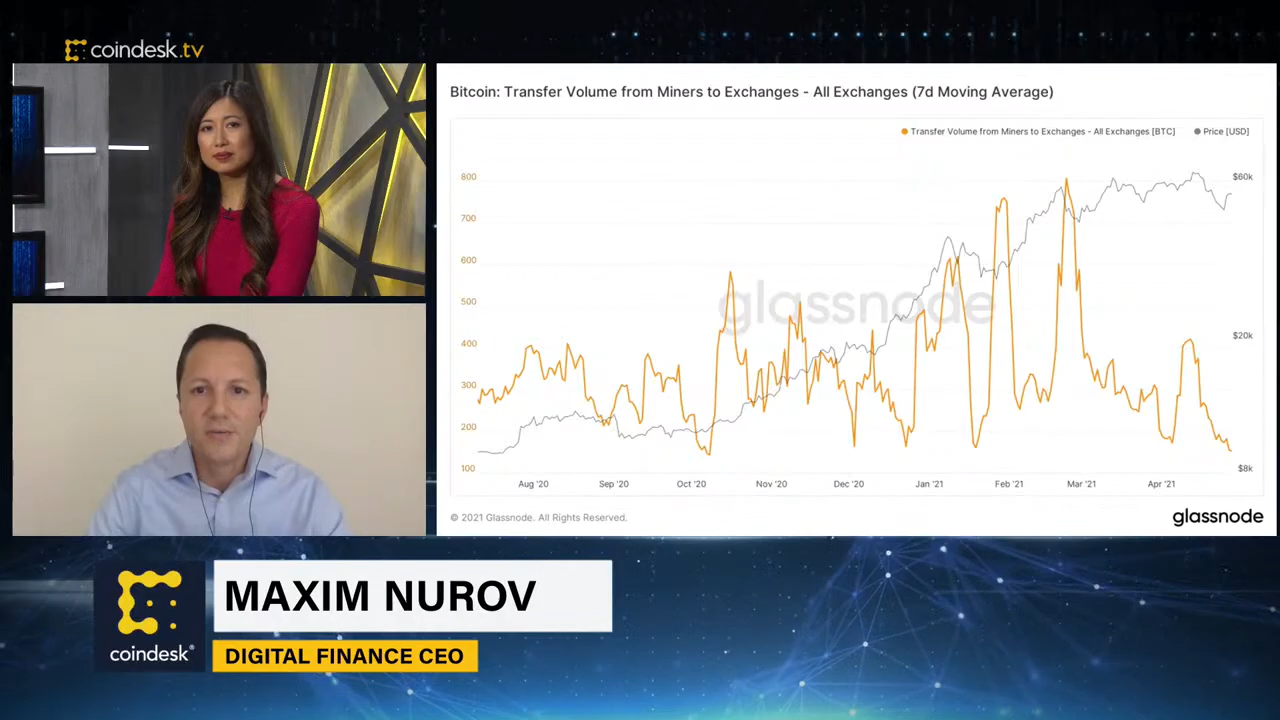 coindesk.tv
Bitcoin: Transfer Volume from Miners to Exchanges - All Exchanges (7d Moving Average)
Transfer Volume from Miners to Exchanges - All Exchanges [BTC] Price [USD]
800 $60k
700
600
500
400 $20k
300
200
100 $8k
glassnode
Aug '20 Sep '20 Oct '20 Nov '20 Dec '20 Jan '21 Feb '21 Mar '21 Apr '21
© 2021 Glassnode. All Rights Reserved. glassnode
MAXIM NUROV
coindesk® DIGITAL FINANCE CEO